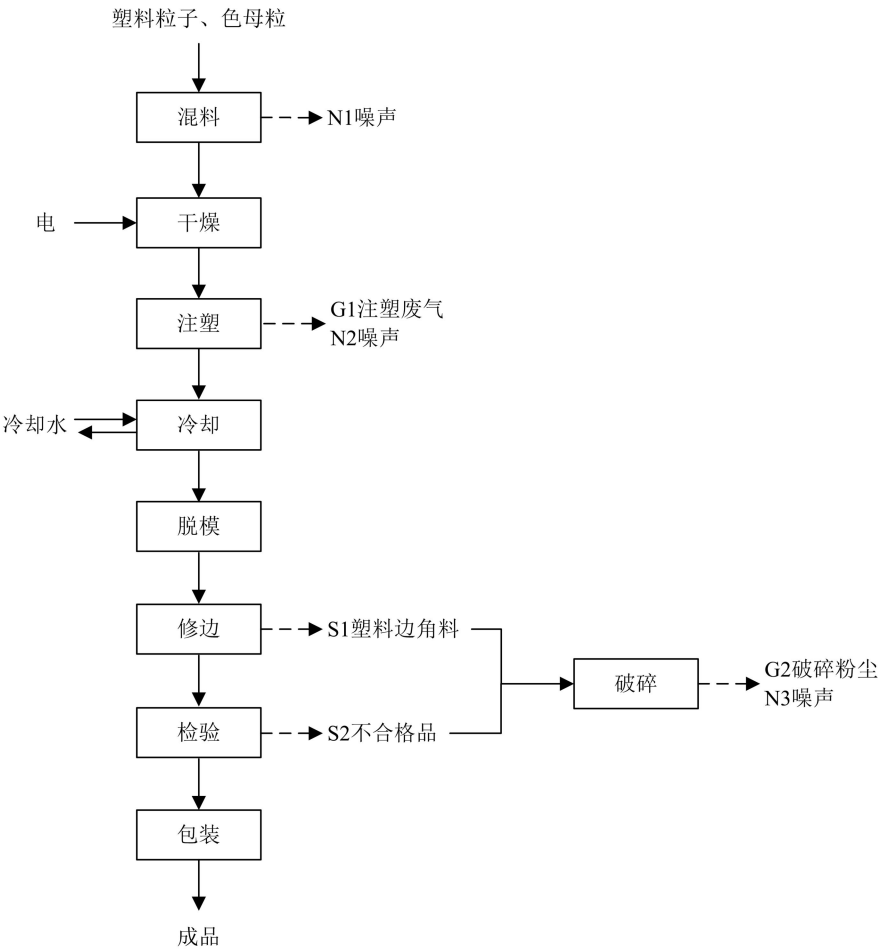 塑料粒子、色母粒
混料
N1噪声
电
干燥
注塑
G1注塑废气
N2噪声
冷却水
冷却
脱模
修边
S1塑料边角料
破碎
G2破碎粉尘
N3噪声
检验
S2不合格品
包装
成品